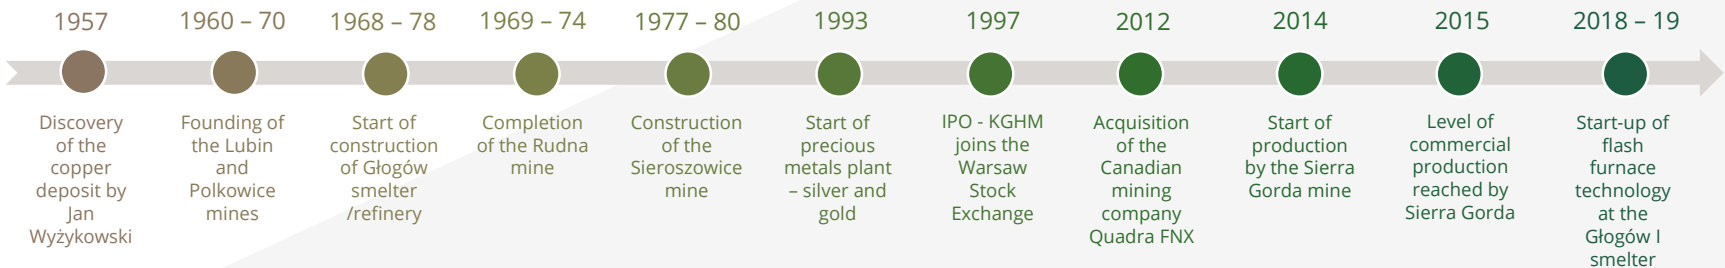 1957
Discovery
of the
copper
deposit by
Jan
Wyżykowski
1960 – 70
Founding of
the Lubin
and
Polkowice
mines
1968 – 78
Start of
construction
of Głogów
smelter
/refinery
1969 – 74
Completion
of the Rudna
mine
1977 – 80
Construction
of the
Sieroszowice
mine
1993
Start of
precious
metals plant
– silver and
gold
1997
IPO - KGHM
joins the
Warsaw
Stock
Exchange
2012
Acquisition
of the
Canadian
mining
company
Quadra FNX
2014
Start of
production
by the Sierra
Gorda mine
2015
Level of
commercial
production
reached by
Sierra Gorda
2018 – 19
Start-up of
flash
furnace
technology
at the
Głogów I
smelter